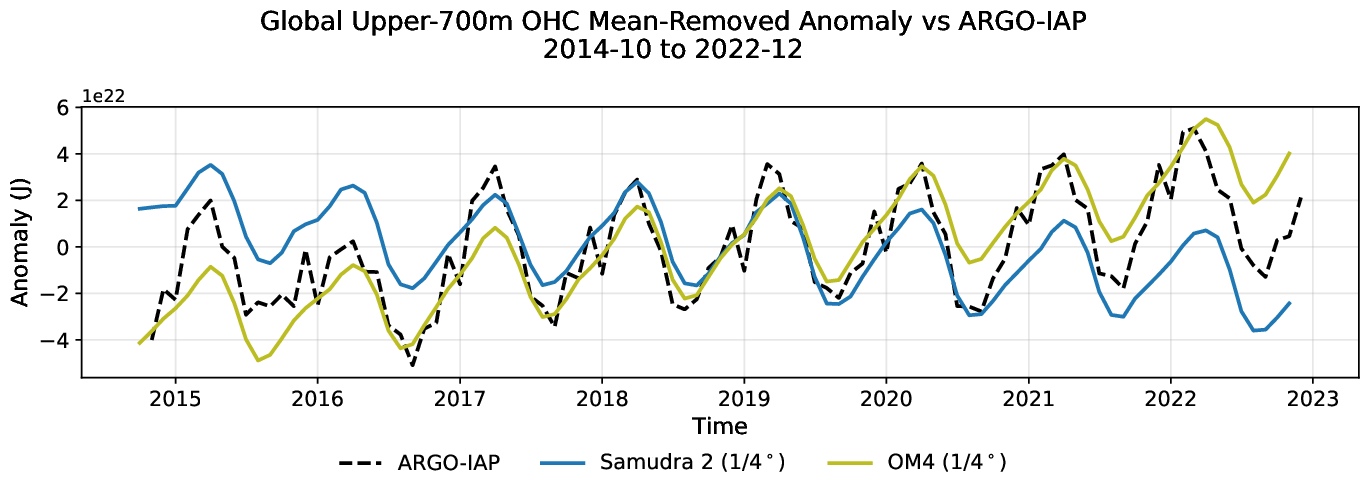 Global Upper-700m OHC Mean-Removed Anomaly vs ARGO-IAP
2014-10 to 2022-12
1e22
6
4
2
0
−2
−4
Anomaly (J)
2015 2016 2017 2018 2019 2020 2021 2022 2023
Time
ARGO-IAP Samudra 2 (1/4°) OM4 (1/4°)